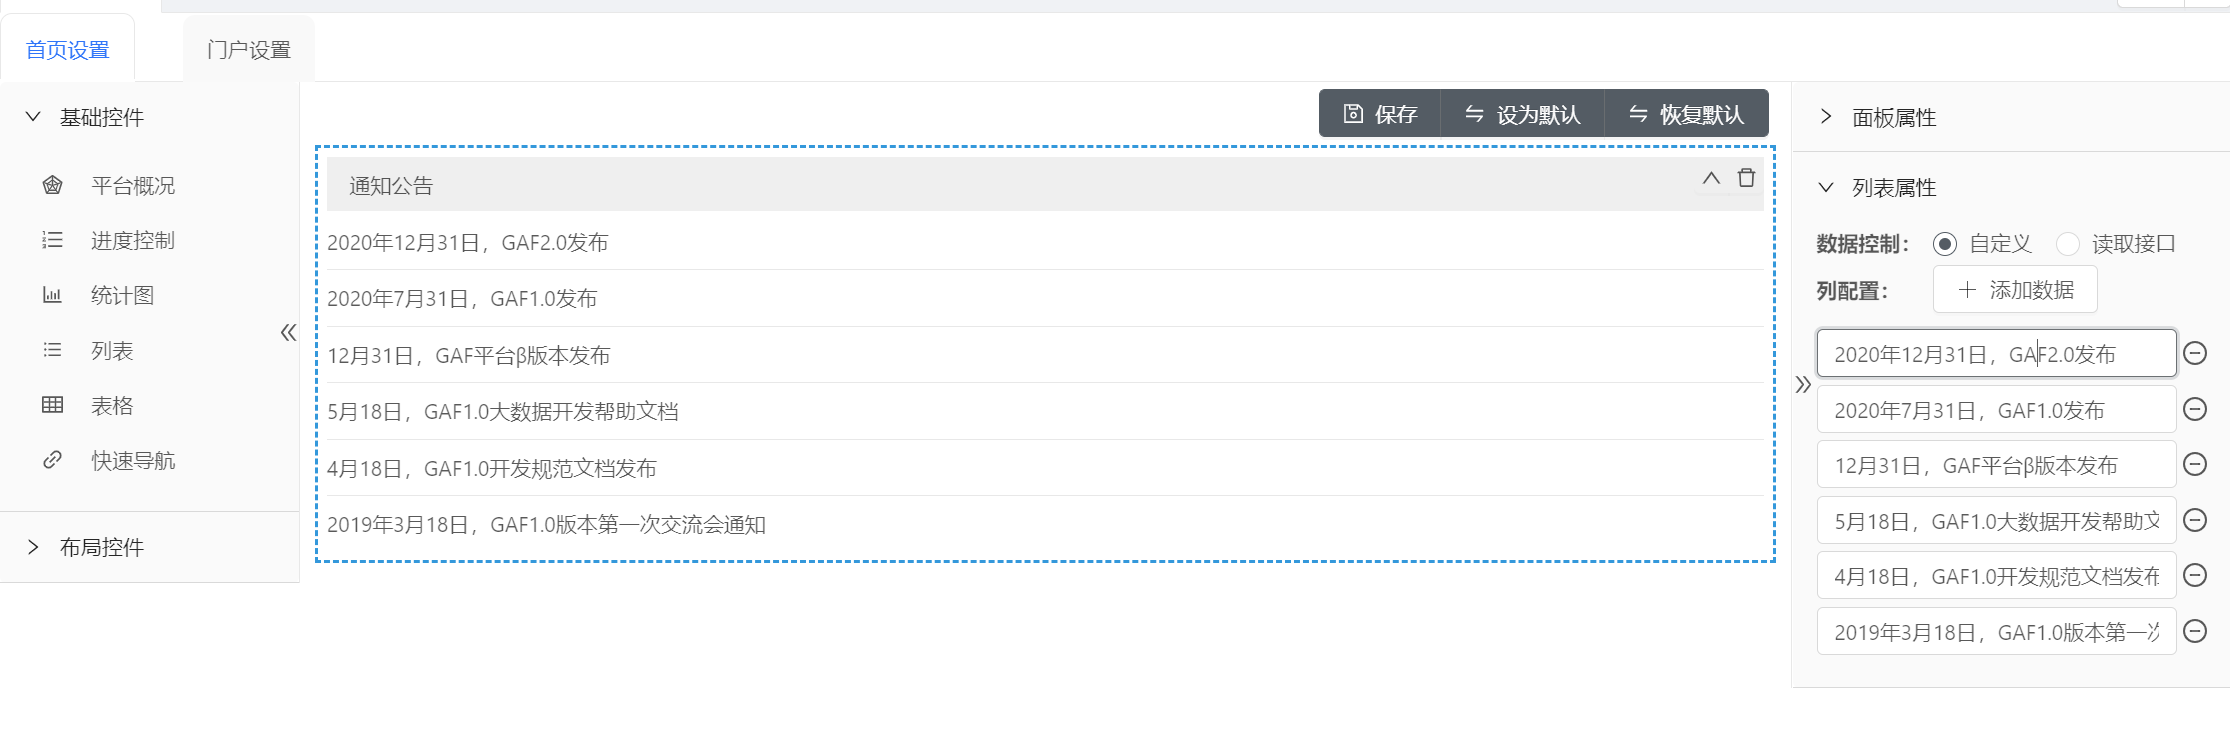 首页设置
门户设置
基础控件
平台概况
进度控制
统计图
列表
表格
快速导航
布局控件
保存
设为默认
恢复默认
通知公告
2020年12月31日，GAF2.0发布
2020年7月31日，GAF1.0发布
12月31日，GAF平台β版本发布
5月18日，GAF1.0大数据开发帮助文档
4月18日，GAF1.0开发规范文档发布
2019年3月18日，GAF1.0版本第一次交流会通知
面板属性
列表属性
数据控制： 自定义 读取接口
列配置： 添加数据
2020年12月31日，GAF2.0发布
2020年7月31日，GAF1.0发布
12月31日，GAF平台β版本发布
5月18日，GAF1.0大数据开发帮助文
4月18日，GAF1.0开发规范文档发布
2019年3月18日，GAF1.0版本第一次